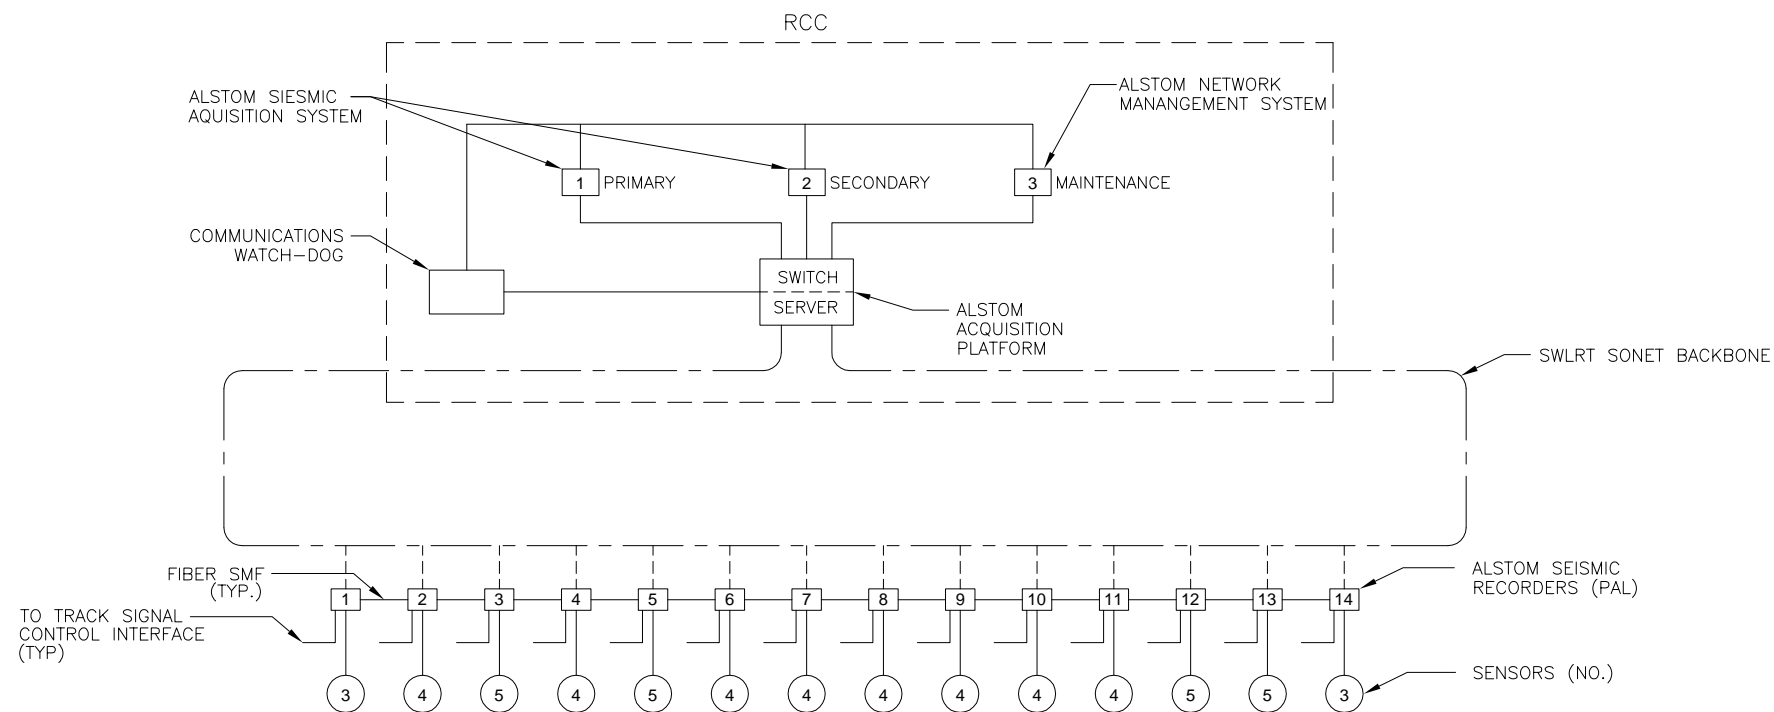 RCC
ALSTOM SIESMIC
AQUISITION SYSTEM
ALSTOM NETWORK
MANANGEMENT SYSTEM
1 PRIMARY
2 SECONDARY
3 MAINTENANCE
COMMUNICATIONS
WATCH-DOG
SWITCH
SERVER
ALSTOM
ACQUISITION
PLATFORM
SWLRT SONET BACKBONE
FIBER SMF
(TYP.)
ALSTOM SEISMIC
RECORDERS (PAL)
1 2 3 4 5 6 7 8 9 10 11 12 13 14
TO TRACK SIGNAL
CONTROL INTERFACE
(TYP)
3 4 5 4 5 4 4 4 4 4 4 5 5 3
SENSORS (NO.)